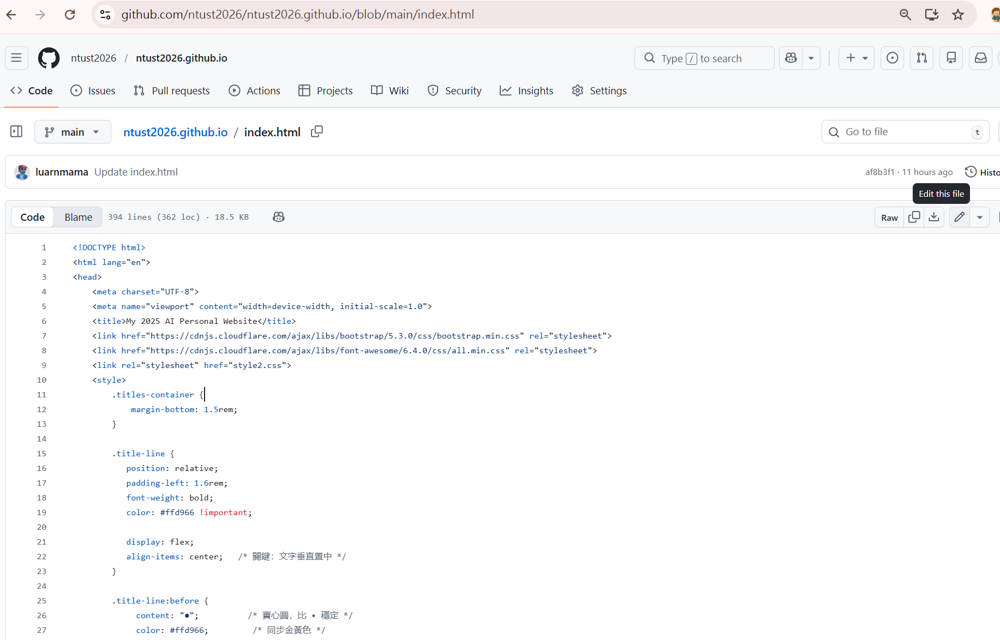 github.com/ntust2026/ntust2026.github.io/blob/main/index.html
ntust2026 / ntust2026.github.io
Type / to search
Code Issues Pull requests Actions Projects Wiki Security Insights Settings
main ntust2026.github.io / index.html
Go to file t
luarnmama Update index.html
af8b3f1 · 11 hours ago Histo
Edit this file
Code Blame 394 lines (362 loc) · 18.5 KB
Raw
1 <!DOCTYPE html>
2 <html lang="en">
3 <head>
4 <meta charset="UTF-8">
5 <meta name="viewport" content="width=device-width, initial-scale=1.0">
6 <title>My 2025 AI Personal Website</title>
7 <link href="https://cdnjs.cloudflare.com/ajax/libs/bootstrap/5.3.0/css/bootstrap.min.css" rel="stylesheet">
8 <link href="https://cdnjs.cloudflare.com/ajax/libs/font-awesome/6.4.0/css/all.min.css" rel="stylesheet">
9 <link rel="stylesheet" href="style2.css">
10 <style>
11 .titles-container {
12 margin-bottom: 1.5rem;
13 }
14
15 .title-line {
16 position: relative;
17 padding-left: 1.6rem;
18 font-weight: bold;
19 color: #ffd966 !important;
20
21 display: flex;
22 align-items: center; /* 關鍵：文字垂直置中 */
23 }
24
25 .title-line:before {
26 content: "●"; /* 實心圓，比 • 穩定 */
27 color: #ffd966; /* 同步金黃色 */